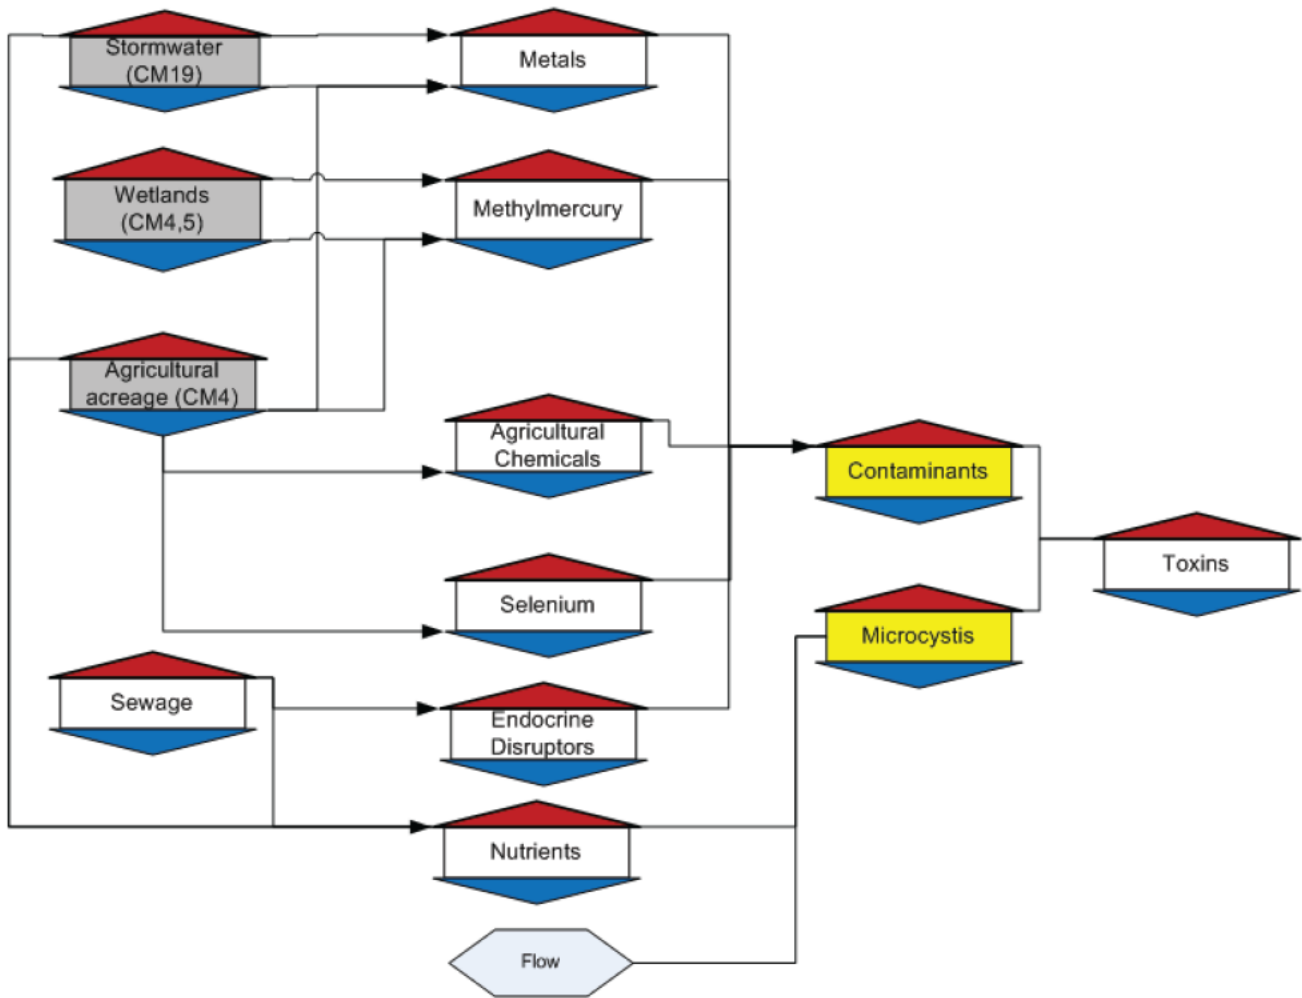 Stormwater
(CM19)
Metals
Wetlands
(CM4,5)
Methylmercury
Agricultural
acreage (CM4)
Agricultural
Chemicals
Contaminants
Toxins
Selenium
Microcystis
Sewage
Endocrine
Disruptors
Nutrients
Flow